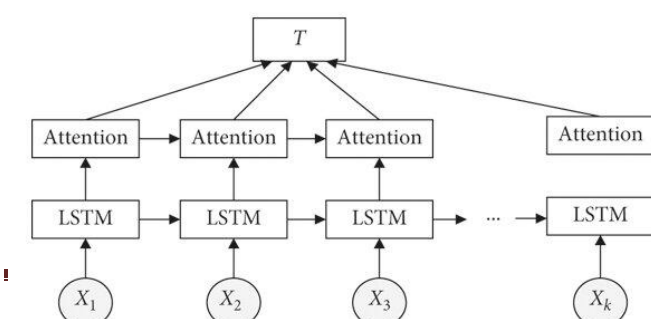 T
Attention Attention Attention Attention
LSTM LSTM LSTM ... LSTM
!
X1 X2 X3 Xk